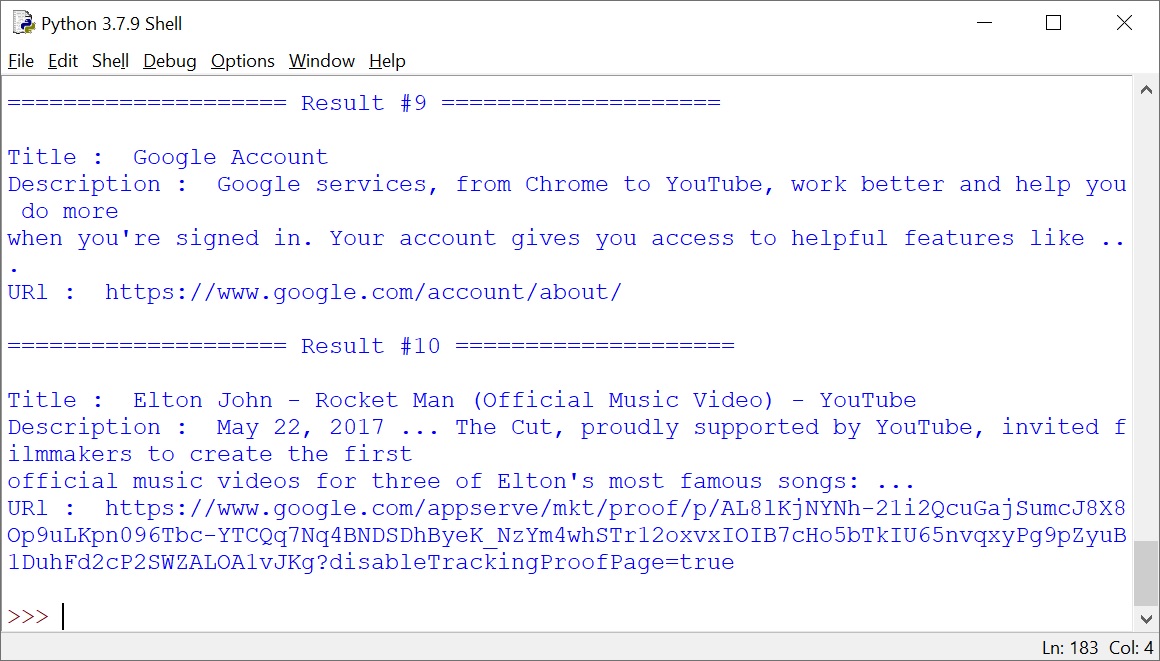 Python 3.7.9 Shell
File Edit Shell Debug Options Window Help
==================== Result #9 ====================
Title :  Google Account
Description :  Google services, from Chrome to YouTube, work better and help you
 do more
when you're signed in. Your account gives you access to helpful features like ..
.
URl :  https://www.google.com/account/about/
==================== Result #10 ====================
Title :  Elton John - Rocket Man (Official Music Video) - YouTube
Description :  May 22, 2017 ... The Cut, proudly supported by YouTube, invited f
ilmmakers to create the first
official music videos for three of Elton's most famous songs: ...
URl :  https://www.google.com/appserve/mkt/proof/p/AL8lKjNYNh-21i2QcuGajSumcJ8X8
Op9uLKpn096Tbc-YTCQq7Nq4BNDSDhByeK_NzYm4whSTr12oxvxIOIB7cHo5bTkIU65nvqxyPg9pZyuB
lDuhFd2cP2SWZALOA1vJKg?disableTrackingProofPage=true
>>>
Ln: 183 Col: 4